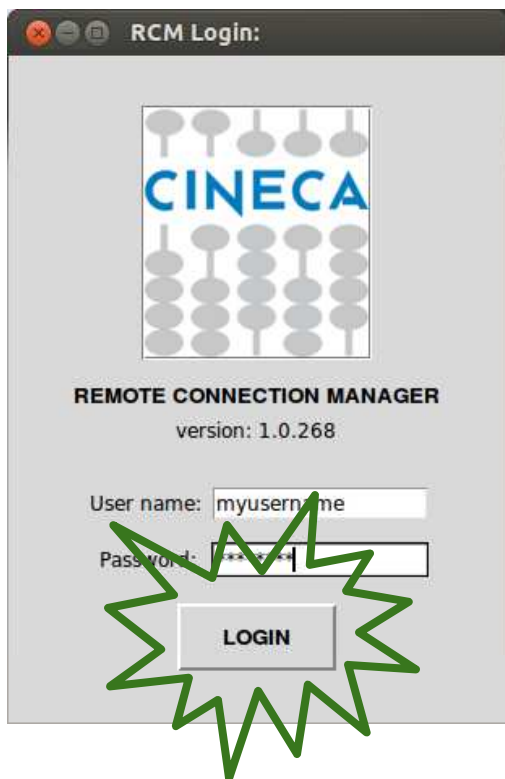 RCM Login:
CINECA
REMOTE CONNECTION MANAGER
version: 1.0.268
User name: myusername
Password:
LOGIN